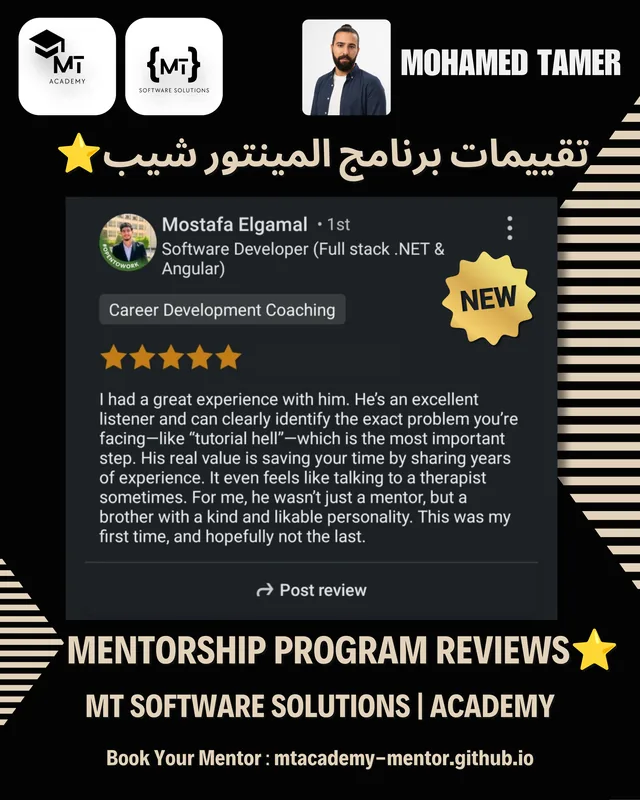 MT
ACADEMY
{MT}
SOFTWARE SOLUTIONS
MOHAMED TAMER
تقييمات برنامج المينتور شيب
Mostafa Elgamal • 1st
Software Developer (Full stack .NET &
Angular)
#OPENTOWORK
NEW
Career Development Coaching
I had a great experience with him. He’s an excellent
listener and can clearly identify the exact problem you’re
facing—like “tutorial hell”—which is the most important
step. His real value is saving your time by sharing years
of experience. It even feels like talking to a therapist
sometimes. For me, he wasn’t just a mentor, but a
brother with a kind and likable personality. This was my
first time, and hopefully not the last.
Post review
MENTORSHIP PROGRAM REVIEWS
MT SOFTWARE SOLUTIONS | ACADEMY
Book Your Mentor : mtacademy-mentor.github.io